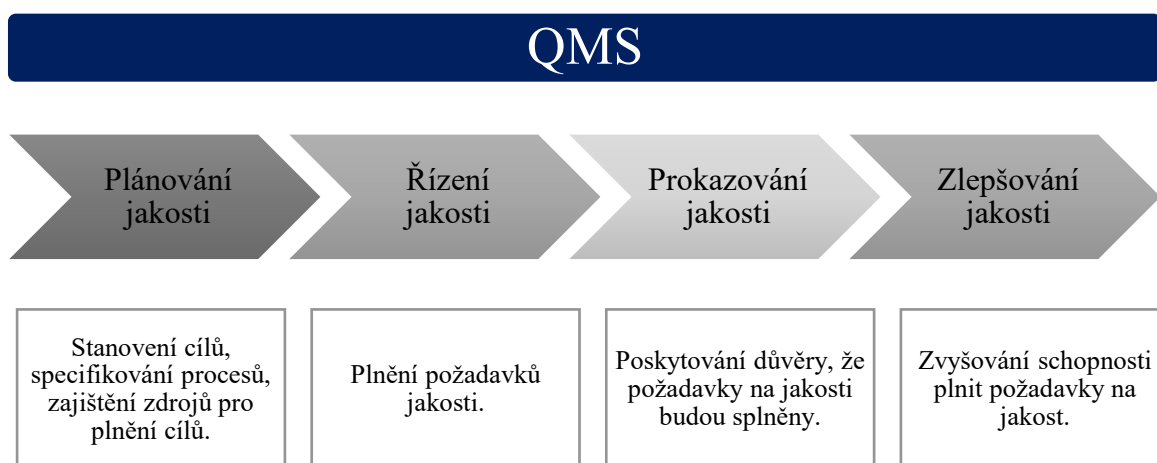 QMS
Plánování
jakosti
Řízení
jakosti
Prokazování
jakosti
Zlepšování
jakosti
Stanovení cílů,
specifikování procesů,
zajištění zdrojů pro
plnění cílů.
Plnění požadavků
jakosti.
Poskytování důvěry, že
požadavky na jakosti
budou splněny.
Zvyšování schopnosti
plnit požadavky na
jakost.